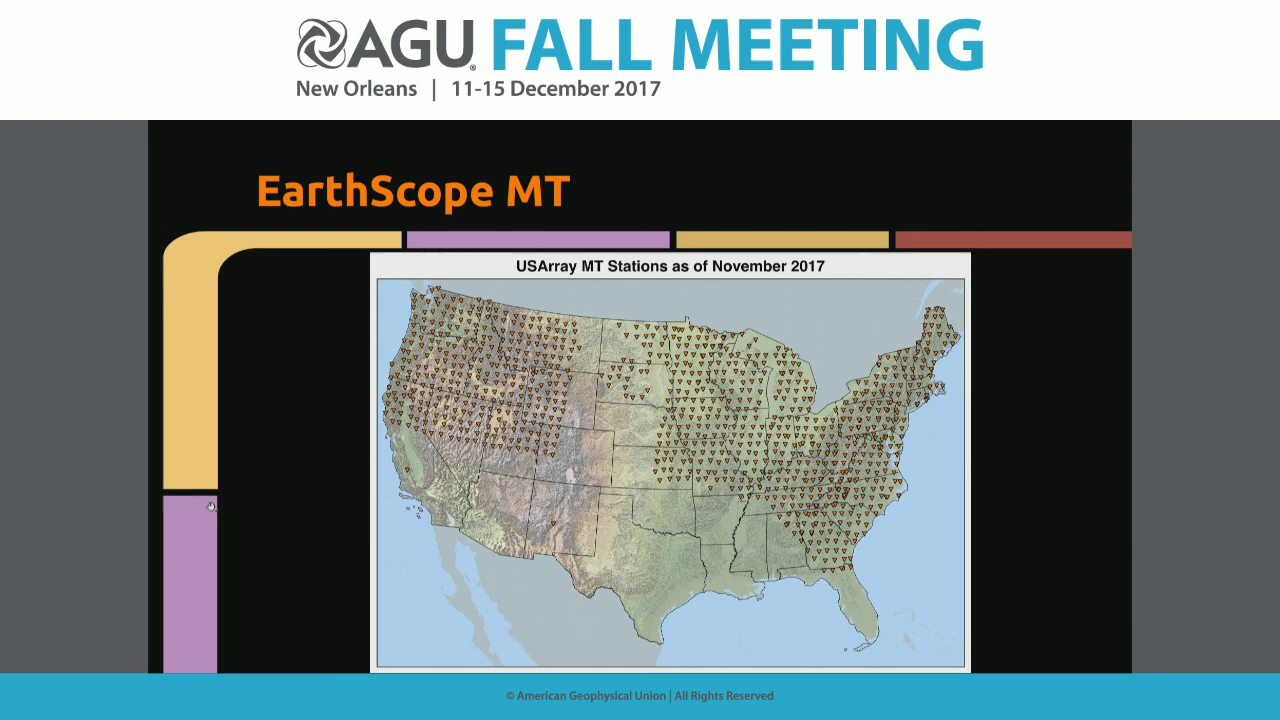 AGU FALL MEETING
New Orleans | 11-15 December 2017
EarthScope MT
USArray MT Stations as of November 2017
© American Geophysical Union | All Rights Reserved